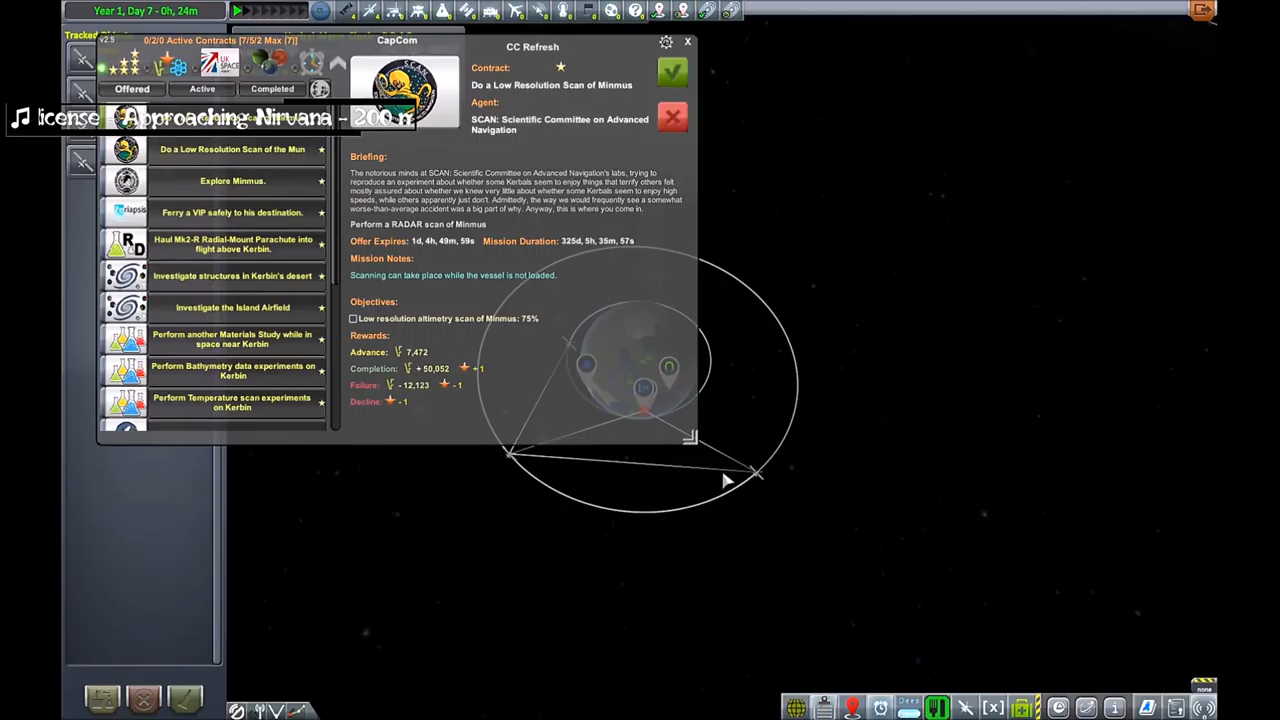 Year 1, Day 7 - 0h, 24m
v2.5
0/2/0 Active Contracts [7/5/2 Max (7)]
CapCom
CC Refresh
Offered
Active
Completed
♫ license - Approaching Nirvana - 200 m
Do a Low Resolution Scan of the Mun
Explore Minmus.
Ferry a VIP safely to his destination.
Haul Mk2-R Radial-Mount Parachute into
flight above Kerbin.
Investigate structures in Kerbin's desert
Investigate the Island Airfield
Perform another Materials Study while in
space near Kerbin
Perform Bathymetry data experiments on
Kerbin
Perform Temperature scan experiments
on Kerbin
UK
SPACE
R
D
SCAN
Contract:
Do a Low Resolution Scan of Minmus
Agent:
SCAN: Scientific Committee on Advanced
Navigation
Briefing:
The notorious minds at SCAN: Scientific Committee on Advanced Navigation's labs, trying to
reproduce an experiment about whether some Kerbals seem to enjoy things that terrify others felt
mostly assured about whether we knew very little about whether some Kerbals seem to enjoy high
speeds, while others apparently just don't. Admittedly, the way we would frequently see a somewhat
worse-than-average accident was a big part of why. Anyway, this is where you come in.
Perform a RADAR scan of Minmus
Offer Expires: 1d, 4h, 49m, 59s Mission Duration: 325d, 5h, 35m, 57s
Mission Notes:
Scanning can take place while the vessel is not loaded.
Objectives:
Low resolution altimetry scan of Minmus: 75%
Rewards:
Advance: 7,472
Completion: + 50,052 + 1
Failure: - 12,123 - 1
Decline: - 1
Deep
[x]
none